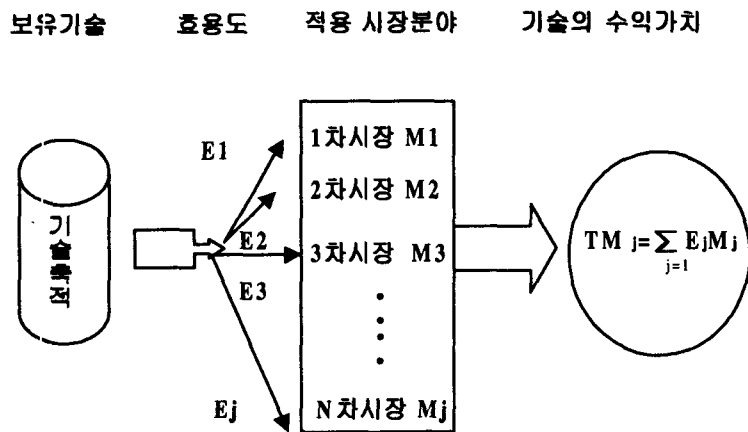 보유기술 효용도 적용 시장분야 기술의 수익가치
E1
1차시장 M1
2차시장 M2
E2
3차시장 M3
E3
Ej
N차시장 Mj
기술축적
TM j=∑ EjMj
j=1